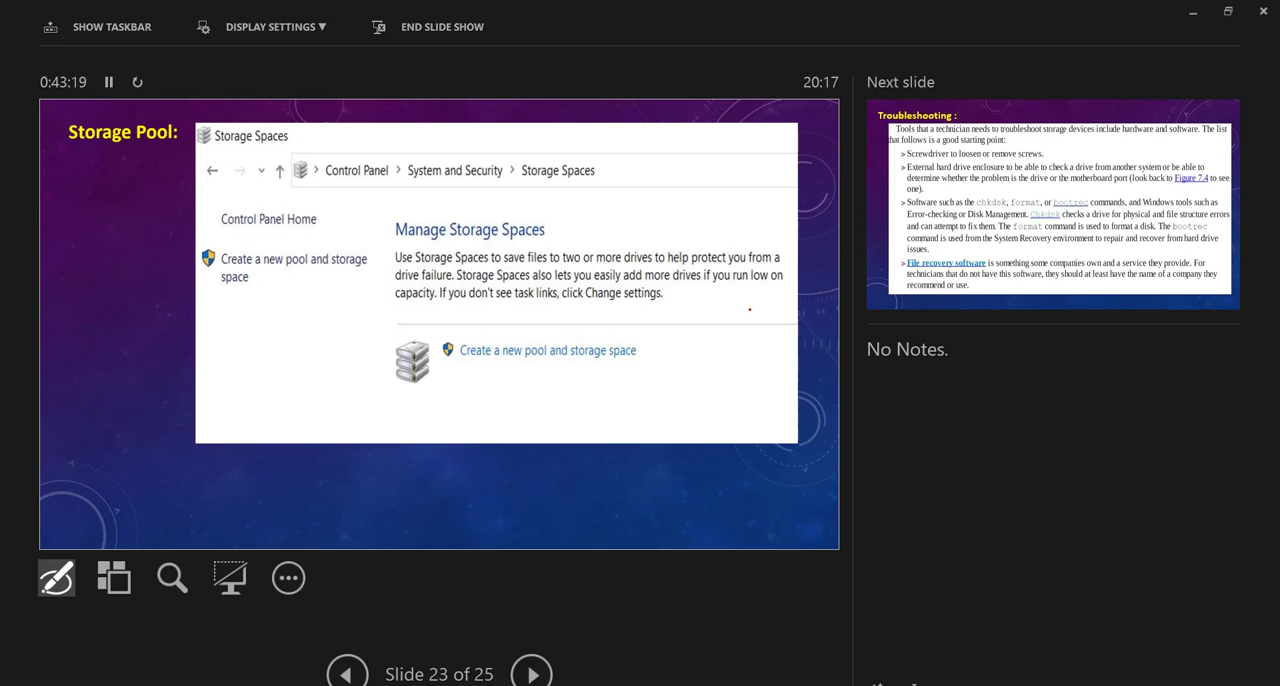 SHOW TASKBAR
DISPLAY SETTINGS ▼
END SLIDE SHOW
0:43:19
20:17
Storage Pool:
Storage Spaces
Control Panel > System and Security > Storage Spaces
Control Panel Home
Create a new pool and storage
space
Manage Storage Spaces
Use Storage Spaces to save files to two or more drives to help protect you from a
drive failure. Storage Spaces also lets you easily add more drives if you run low on
capacity. If you don't see task links, click Change settings.
Create a new pool and storage space
Slide 23 of 25
Next slide
Troubleshooting :
Tools that a technician needs to troubleshoot storage devices include hardware and software. The list
that follows is a good starting point:
> Screwdriver to loosen or remove screws.
> External hard drive enclosure to be able to check a drive from another system or be able to
determine whether the problem is the drive or the motherboard port (look back to Figure 7.4 to see
one).
> Software such as the chkdsk, format, or bootrec commands, and Windows tools such as
Error-checking or Disk Management. Chkdsk checks a drive for physical and file structure errors
and can attempt to fix them. The format command is used to format a disk. The bootrec
command is used from the System Recovery environment to repair and recover from hard drive
issues.
> File recovery software is something some companies own and a service they provide. For
technicians that do not have this software, they should at least have the name of a company they
recommend or use.
No Notes.